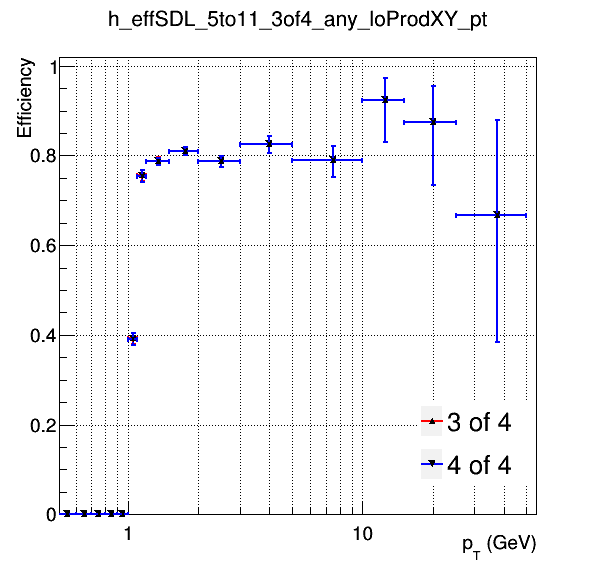 h_effSDL_5to11_3of4_any_loProdXY_pt
Efficiency
1
0.8
0.6
0.4
0.2
0
3 of 4
4 of 4
1
10
p_T (GeV)